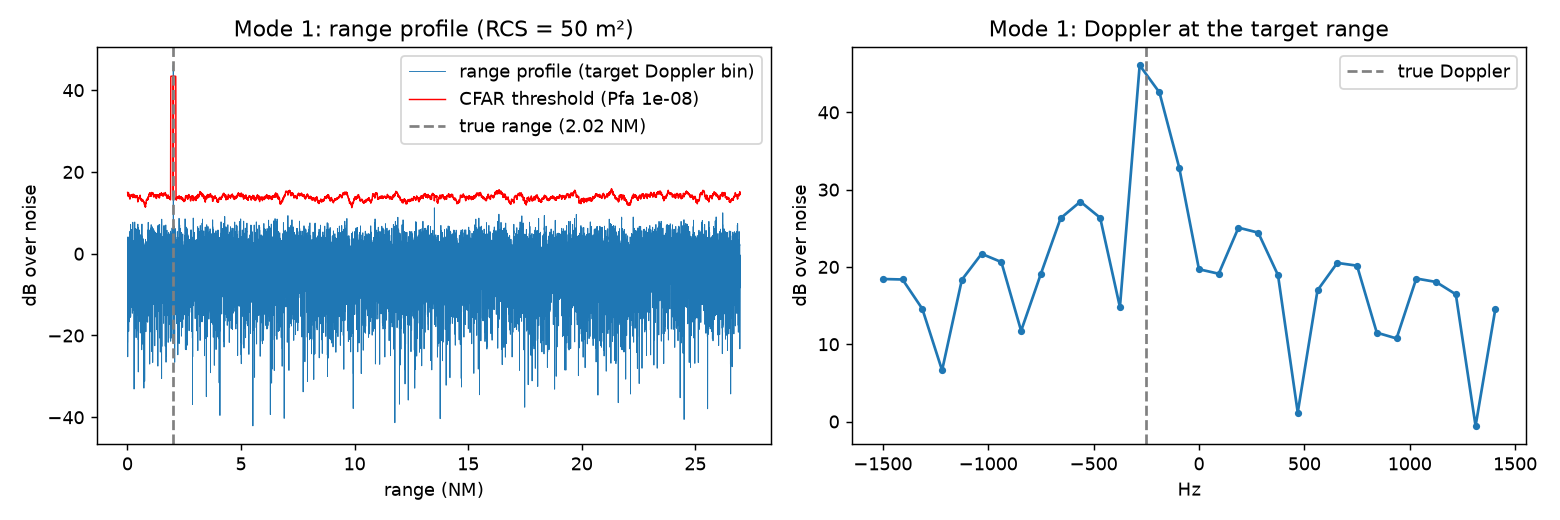 Mode 1: range profile (RCS = 50 m²)
range profile (target Doppler bin)
CFAR threshold (Pfa 1e-08)
true range (2.02 NM)
dB over noise
40
20
0
−20
−40
0 5 10 15 20 25
range (NM)
Mode 1: Doppler at the target range
true Doppler
dB over noise
40
30
20
10
0
−1500 −1000 −500 0 500 1000 1500
Hz